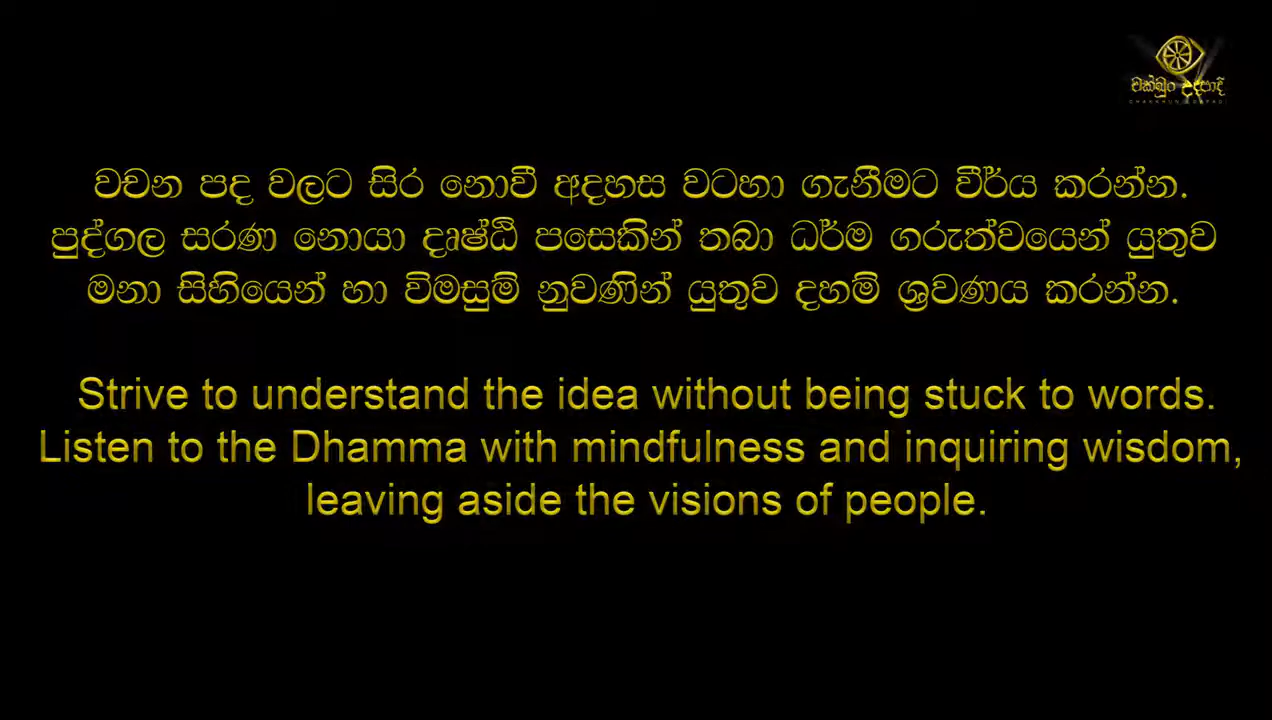 චක්ඛුං උදපාදි
වචන පද වලට සිර නොවී අදහස වටහා ගැනීමට වීර්ය කරන්න.
පුද්ගල සරණ නොයා දෘෂ්ඨි පසෙකින් තබා ධර්ම ගරුත්වයෙන් යුතුව
මනා සිහියෙන් හා විමසුම් නුවණින් යුතුව දහම් ශ්‍රවණය කරන්න.
Strive to understand the idea without being stuck to words.
Listen to the Dhamma with mindfulness and inquiring wisdom,
leaving aside the visions of people.